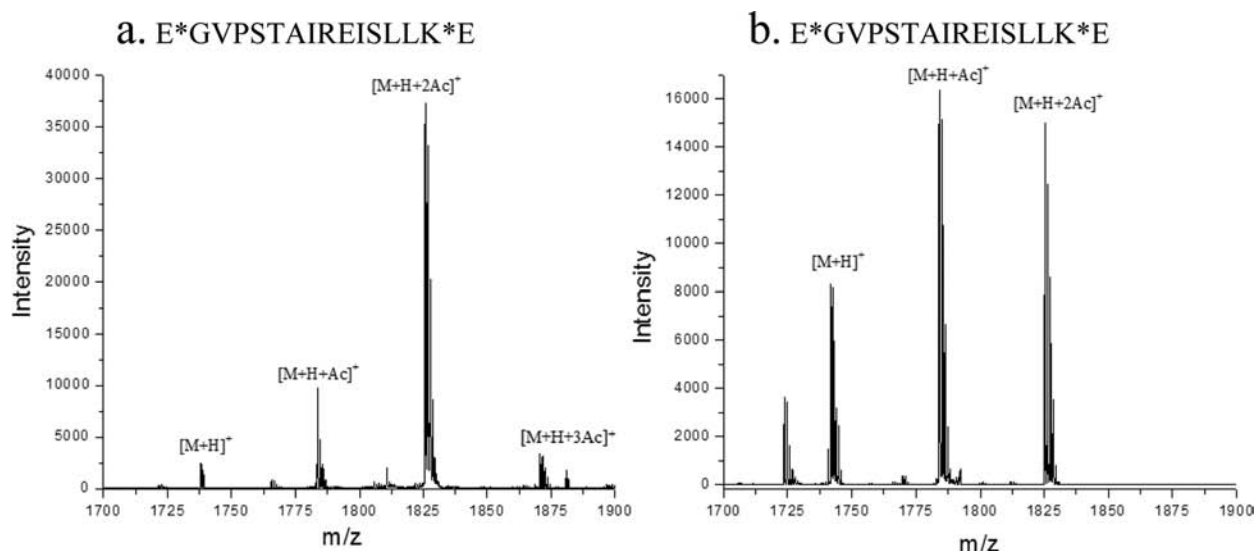 a. E*GVPSTAIREISLLK*E
40000
35000
30000
25000
20000
15000
10000
5000
0
Intensity
[M+H]⁺
[M+H+Ac]⁺
[M+H+2Ac]⁺
[M+H+3Ac]⁺
1700 1725 1750 1775 1800 1825 1850 1875 1900
m/z
b. E*GVPSTAIREISLLK*E
16000
14000
12000
10000
8000
6000
4000
2000
0
Intensity
[M+H]⁺
[M+H+Ac]⁺
[M+H+2Ac]⁺
1700 1725 1750 1775 1800 1825 1850 1875 1900
m/z